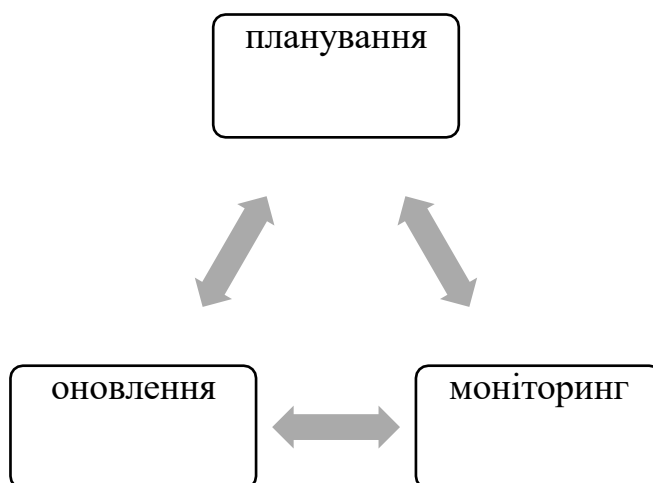 планування
оновлення
моніторинг